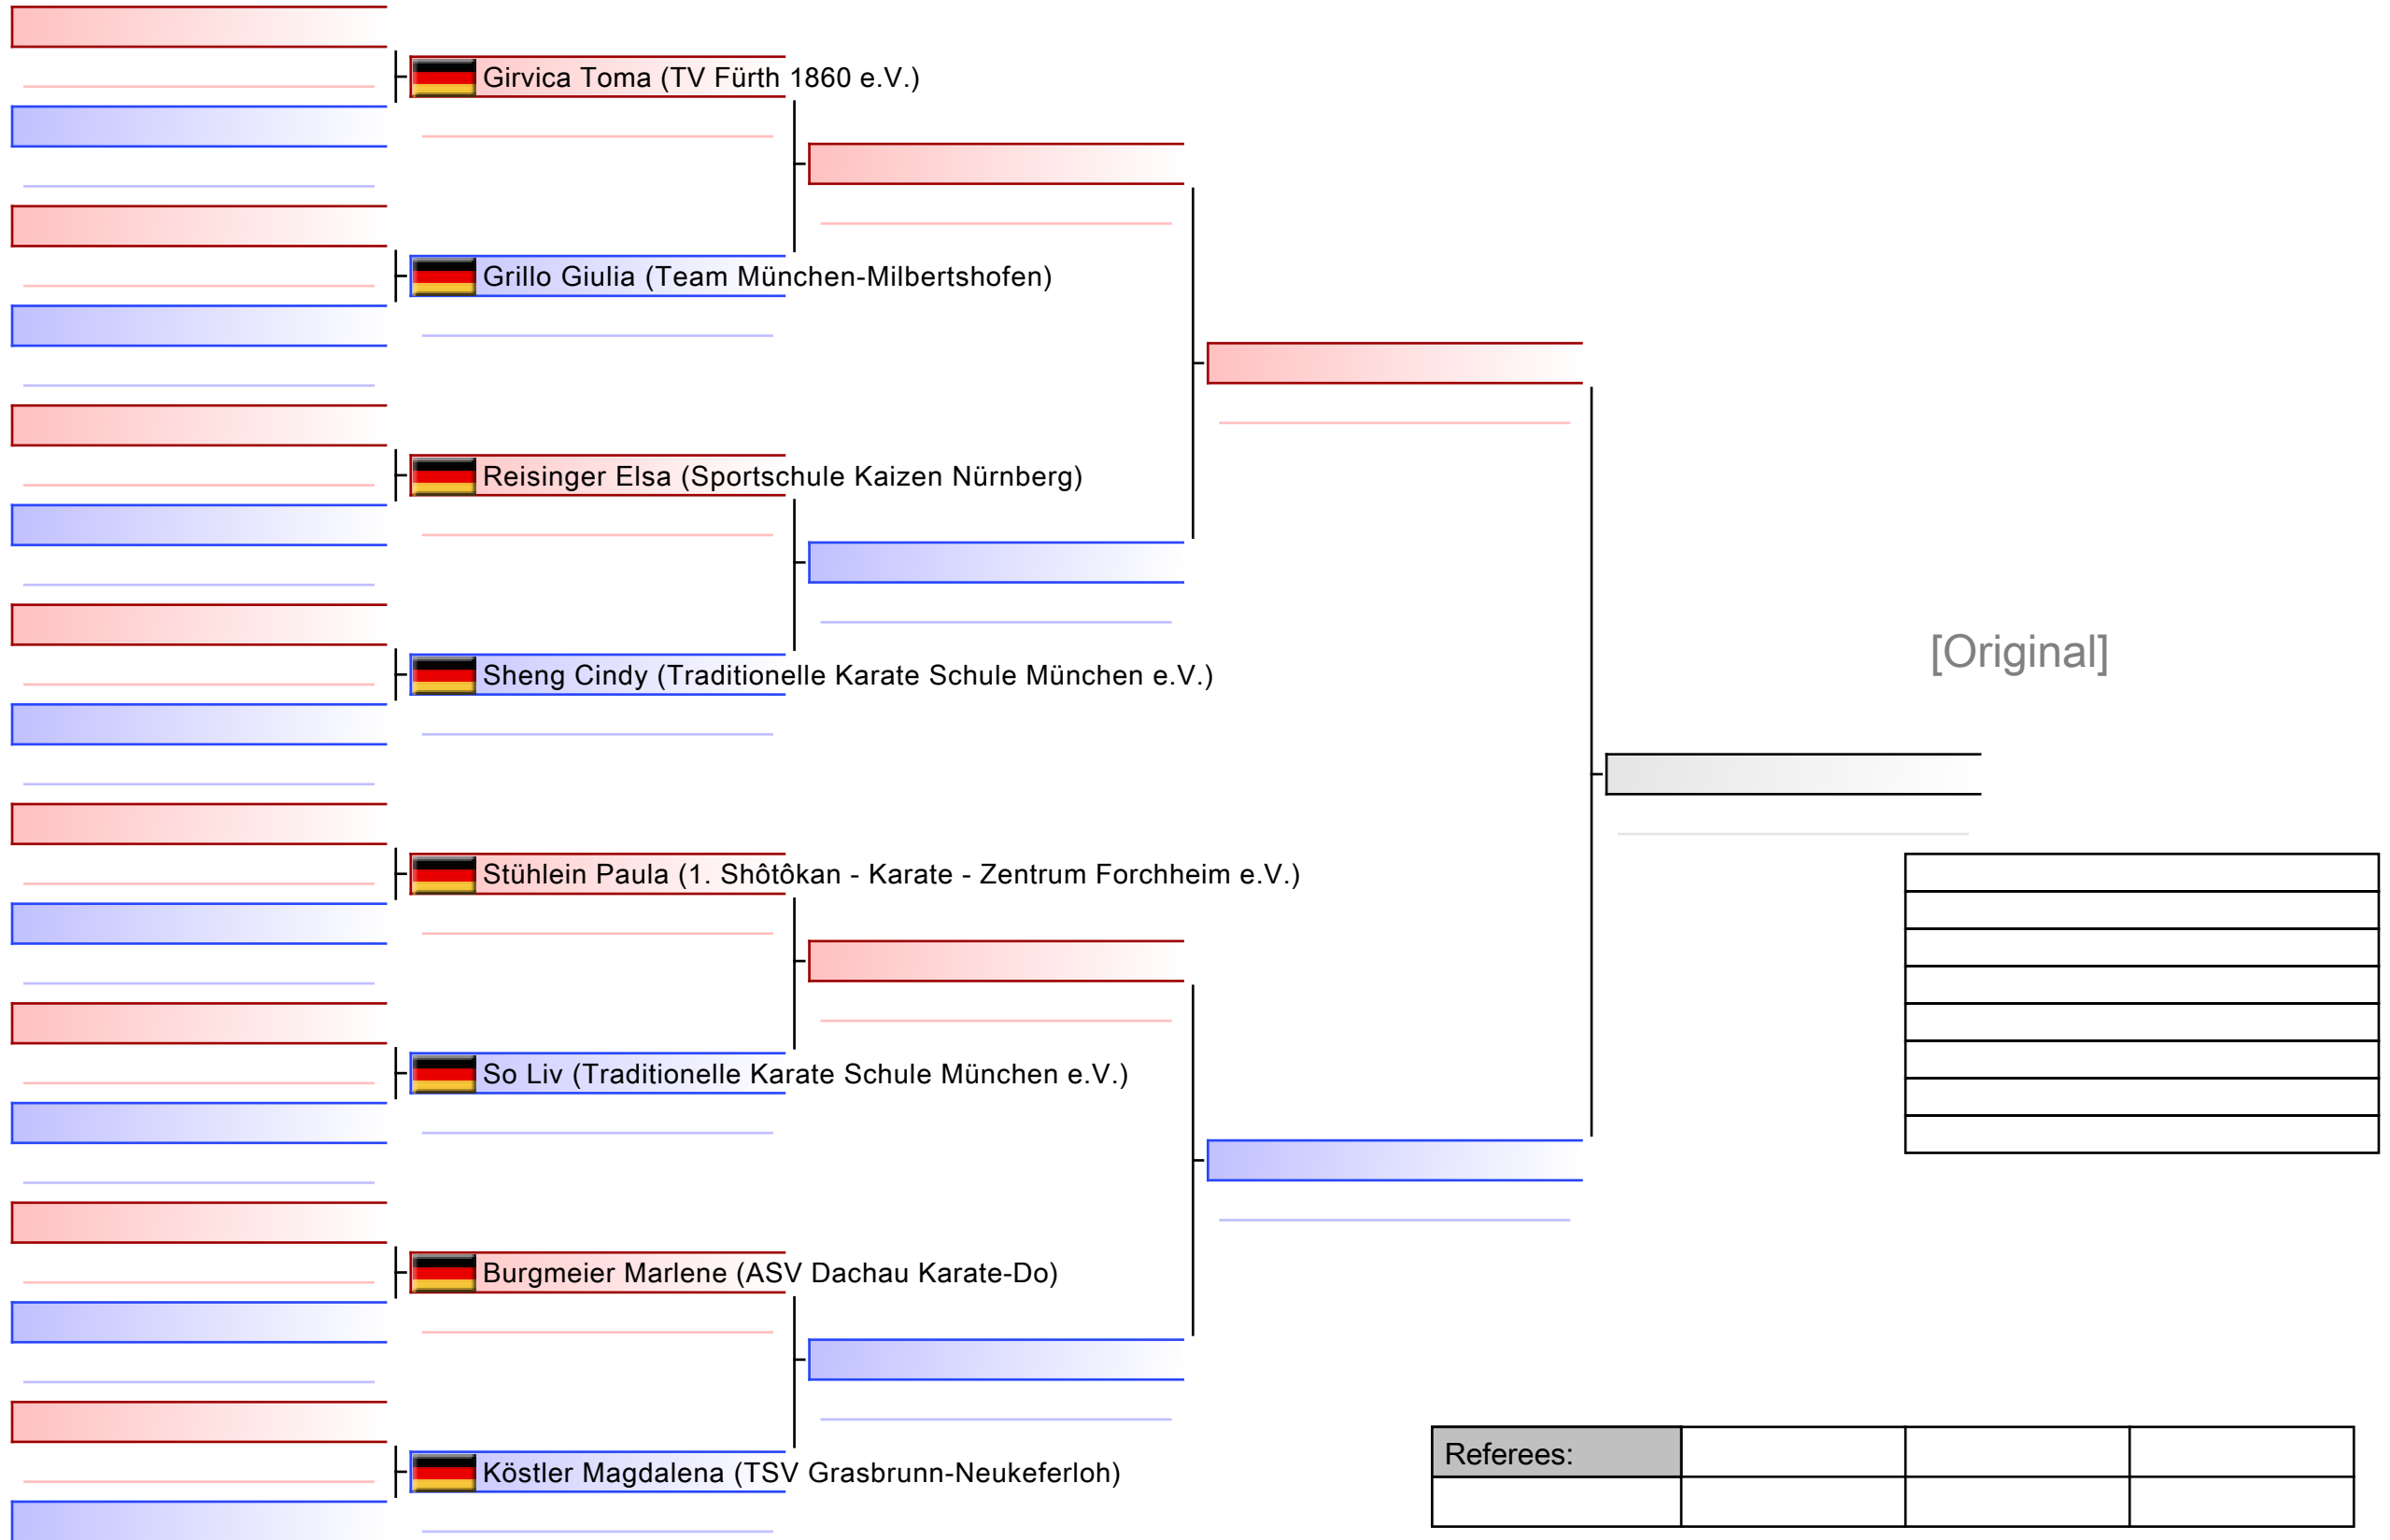 Girvica Toma (TV Fürth 1860 e.V.)
Grillo Giulia (Team München-Milbertshofen)
Reisinger Elsa (Sportschule Kaizen Nürnberg)
Sheng Cindy (Traditionelle Karate Schule München e.V.)
[Original]
Stühlein Paula (1. Shôtôkan - Karate - Zentrum Forchheim e.V.)
So Liv (Traditionelle Karate Schule München e.V.)
Burgmeier Marlene (ASV Dachau Karate-Do)
Köstler Magdalena (TSV Grasbrunn-Neukeferloh)
Referees: